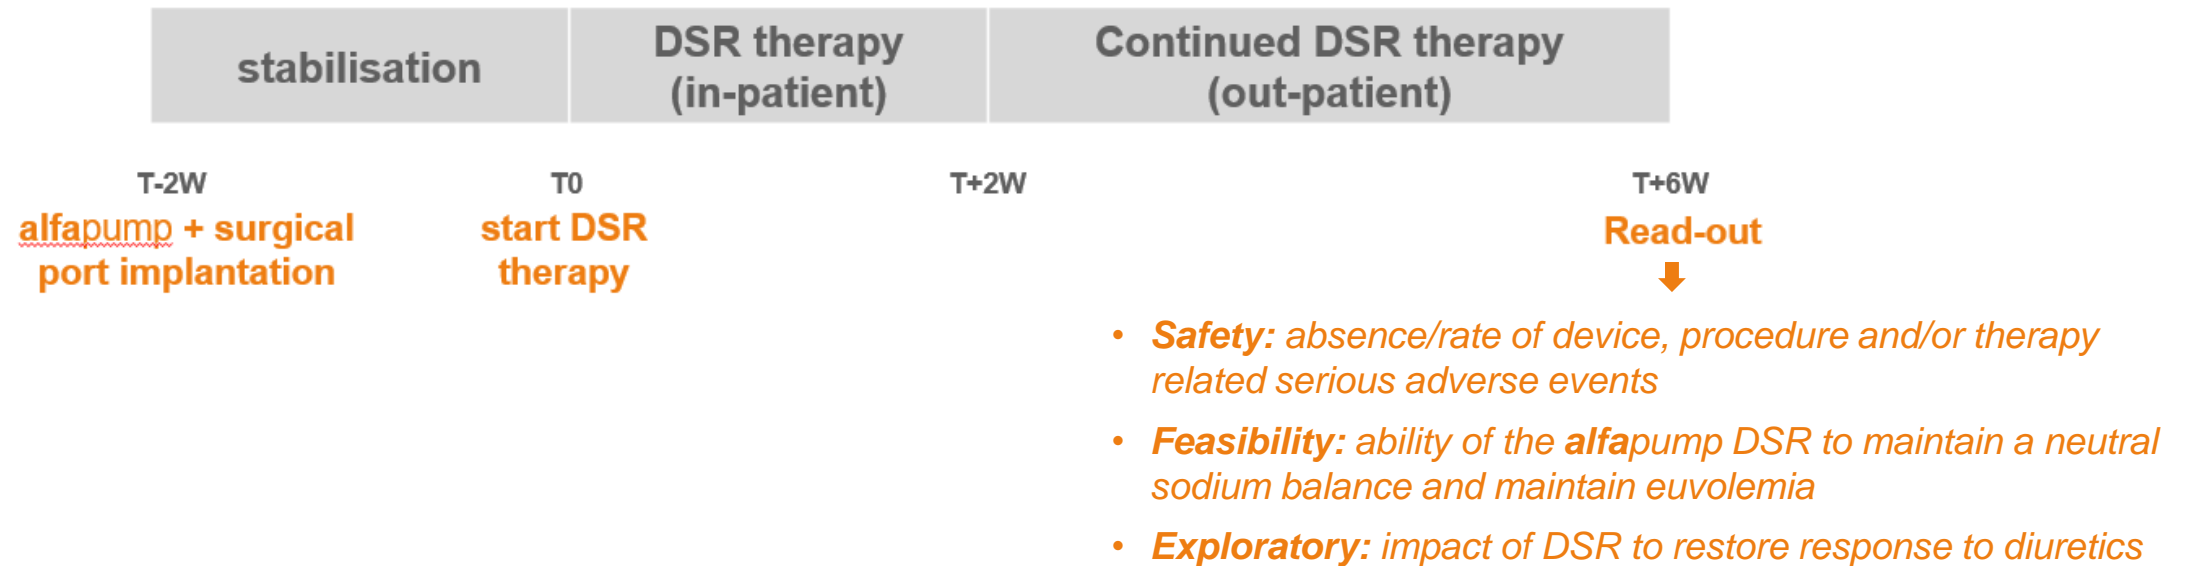 stabilisation
DSR therapy
(in-patient)
Continued DSR therapy
(out-patient)
T-2W
T0
T+2W
T+6W
alfapump + surgical
port implantation
start DSR
therapy
Read-out
• Safety: absence/rate of device, procedure and/or therapy
related serious adverse events
• Feasibility: ability of the alfapump DSR to maintain a neutral
sodium balance and maintain euvolemia
• Exploratory: impact of DSR to restore response to diuretics